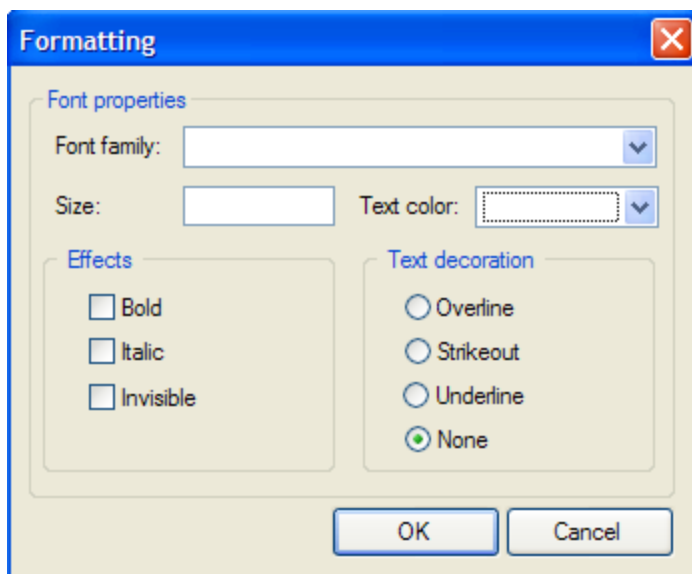 Formatting
Font properties
Font family:
Size: Text color:
Effects
Bold
Italic
Invisible
Text decoration
Overline
Strikeout
Underline
None
OK Cancel